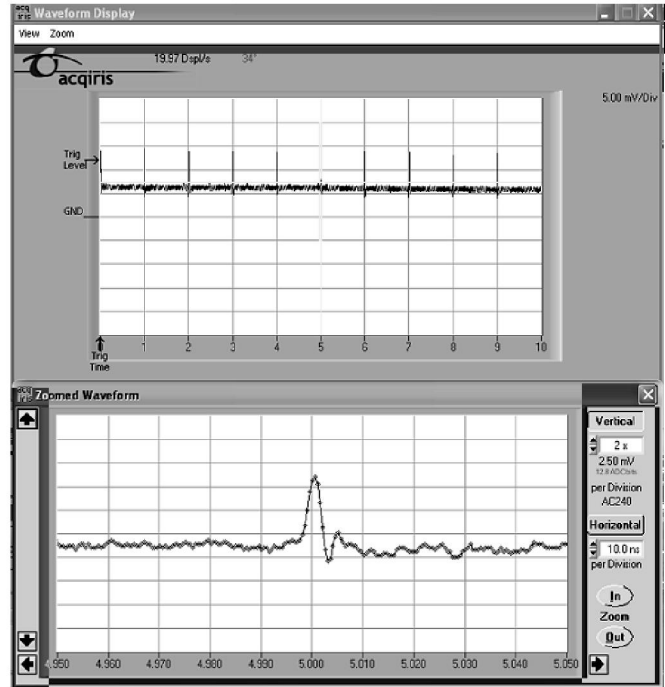 Waveform Display
View Zoom
19.97 Dspl/s 34°
acqiris
5.00 mV/Div
Trig
Level
GND
1 2 3 4 5 6 7 8 9 10
Trig
Time
Zoomed Waveform
Vertical
2 x
2.50 mV
per Division
AC240
Horizontal
10.0 ns
per Division
In
Zoom
Out
4.950 4.960 4.970 4.980 4.990 5.000 5.010 5.020 5.030 5.040 5.050